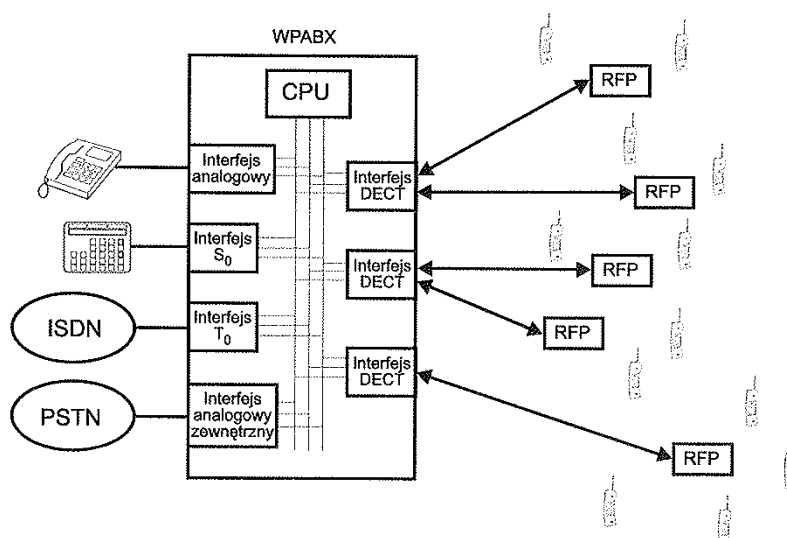 WPABX
CPU
Interfejs
analogowy
Interfejs
S0
ISDN
Interfejs
T0
PSTN
Interfejs
analogowy
zewnętrzny
Interfejs
DECT
Interfejs
DECT
Interfejs
DECT
RFP
RFP
RFP
RFP
RFP